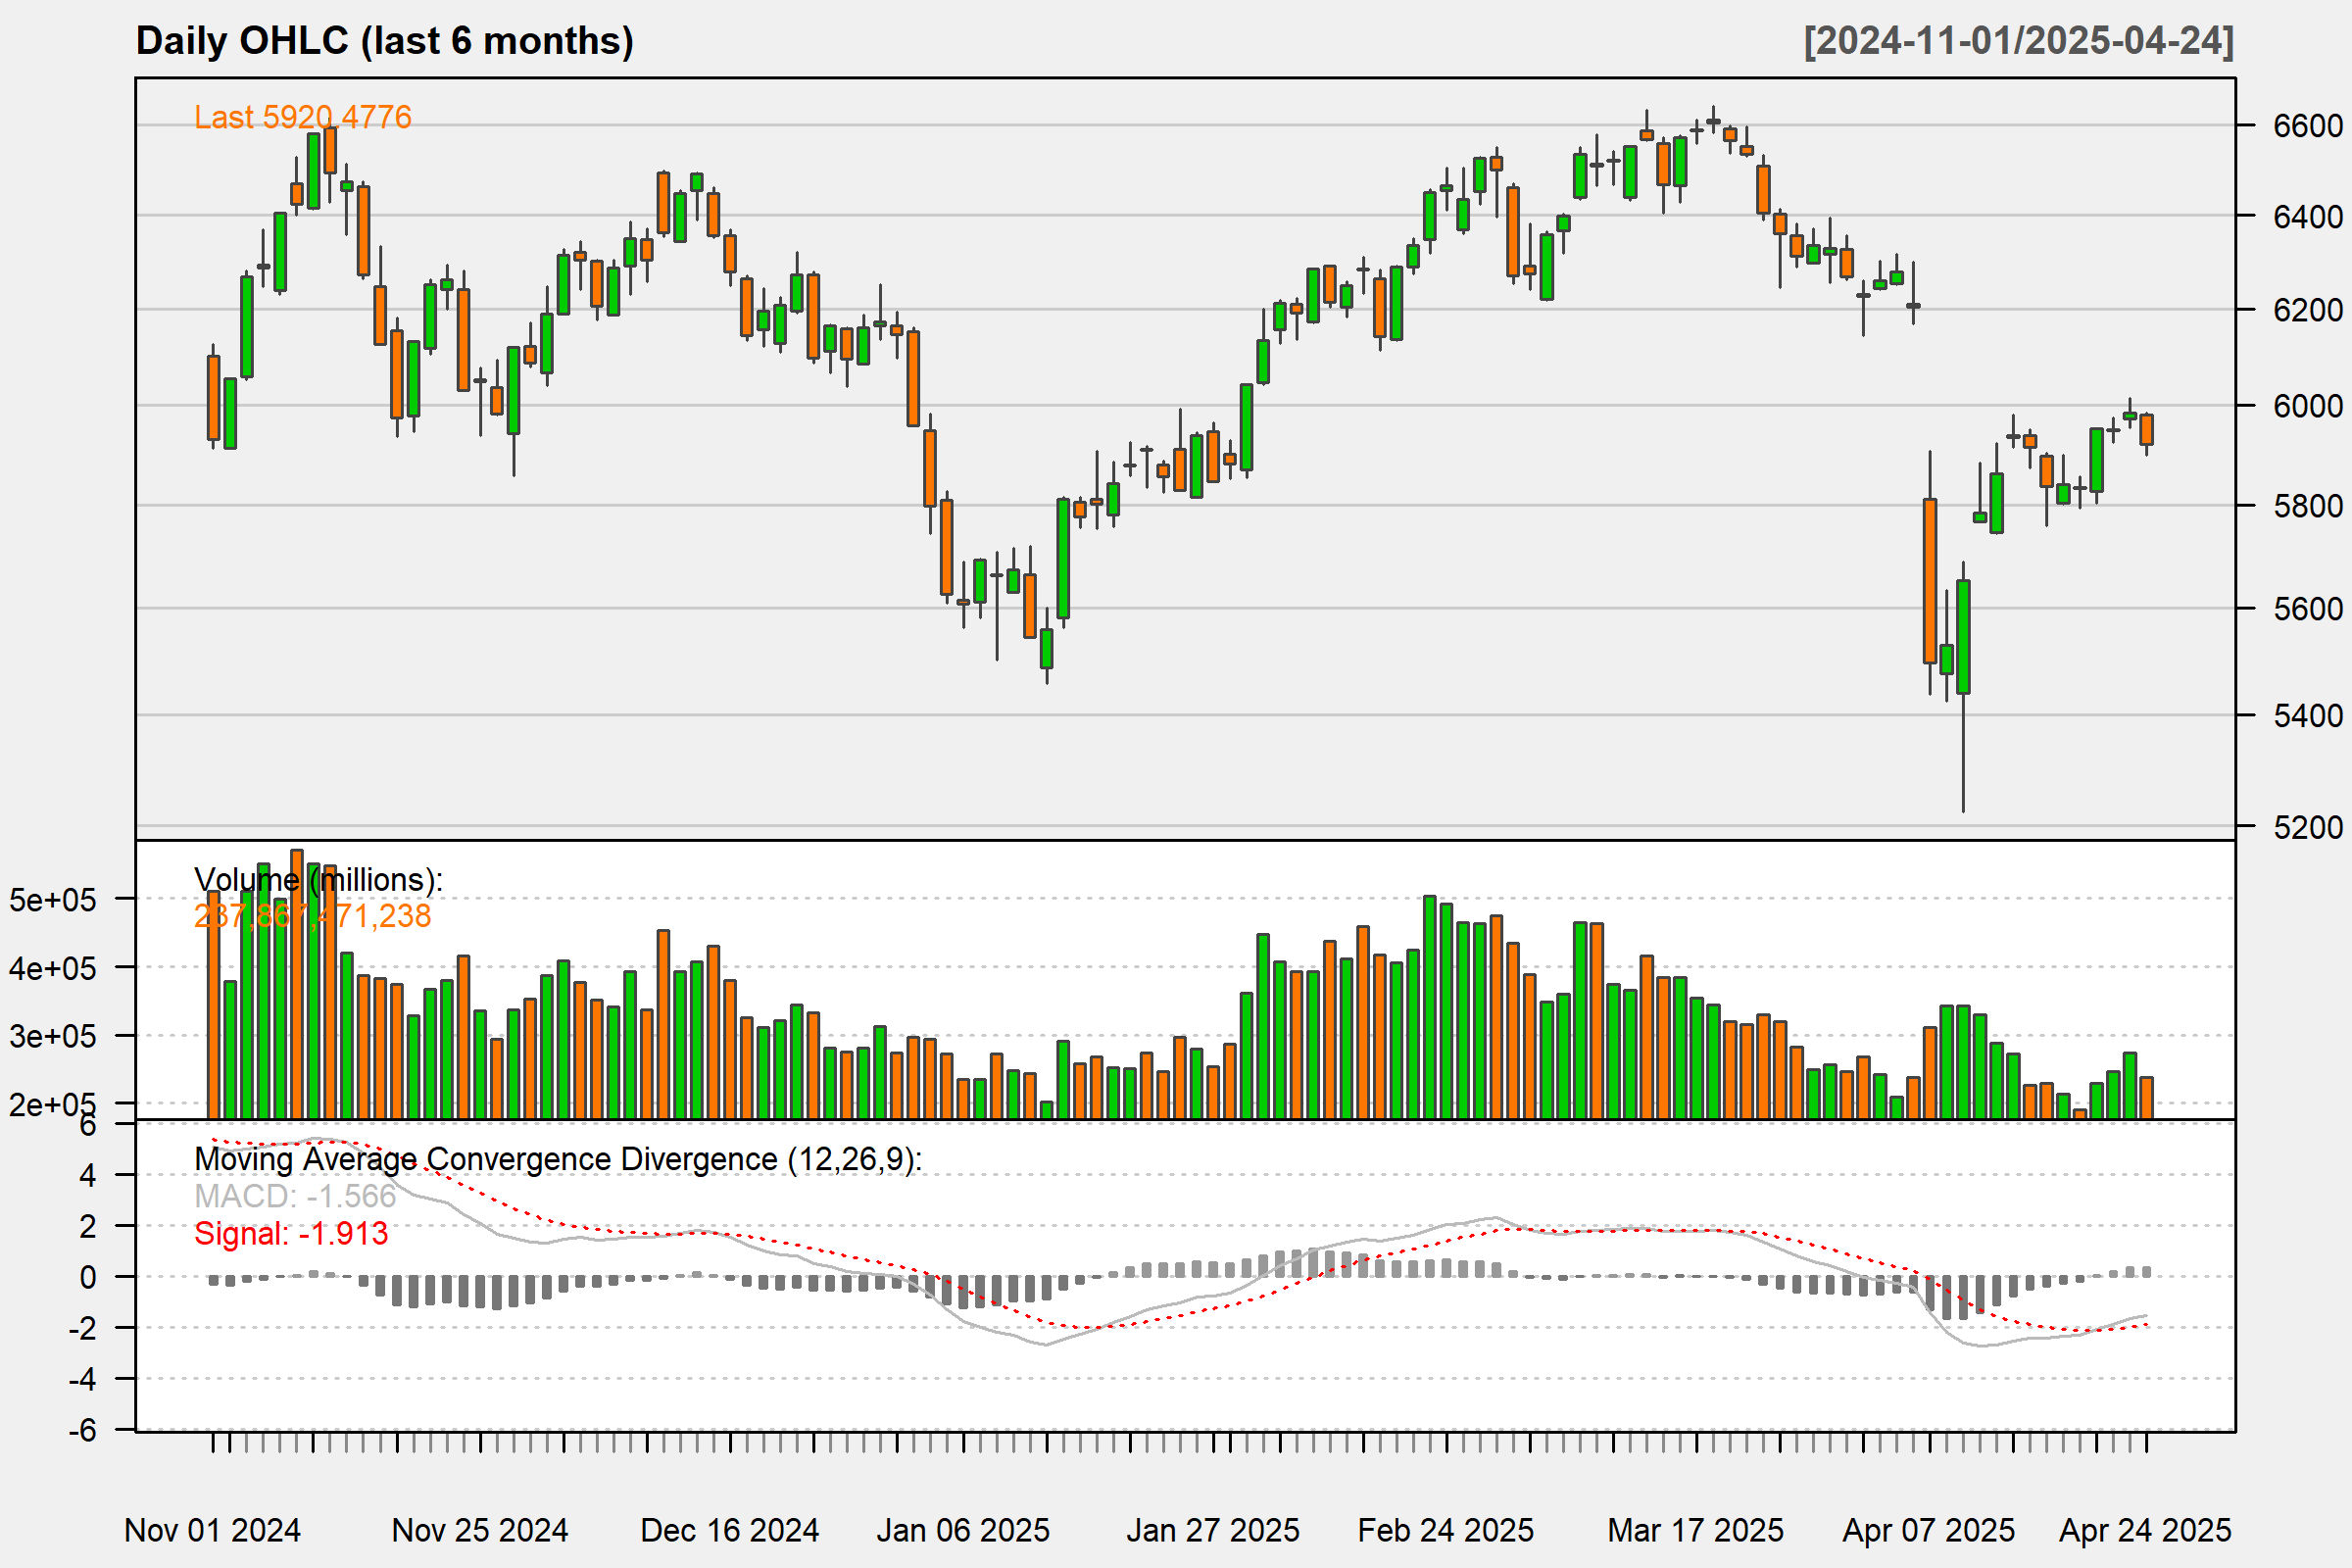 Daily OHLC (last 6 months)
[2024-11-01/2025-04-24]
Last 5920.4776
6600
6400
6200
6000
5800
5600
5400
5200
Volume (millions):
237,867,471,238
5e+05
4e+05
3e+05
2e+05
Moving Average Convergence Divergence (12,26,9):
MACD: -1.566
Signal: -1.913
6
4
2
0
-2
-4
-6
Nov 01 2024 Nov 25 2024 Dec 16 2024 Jan 06 2025 Jan 27 2025 Feb 24 2025 Mar 17 2025 Apr 07 2025 Apr 24 2025